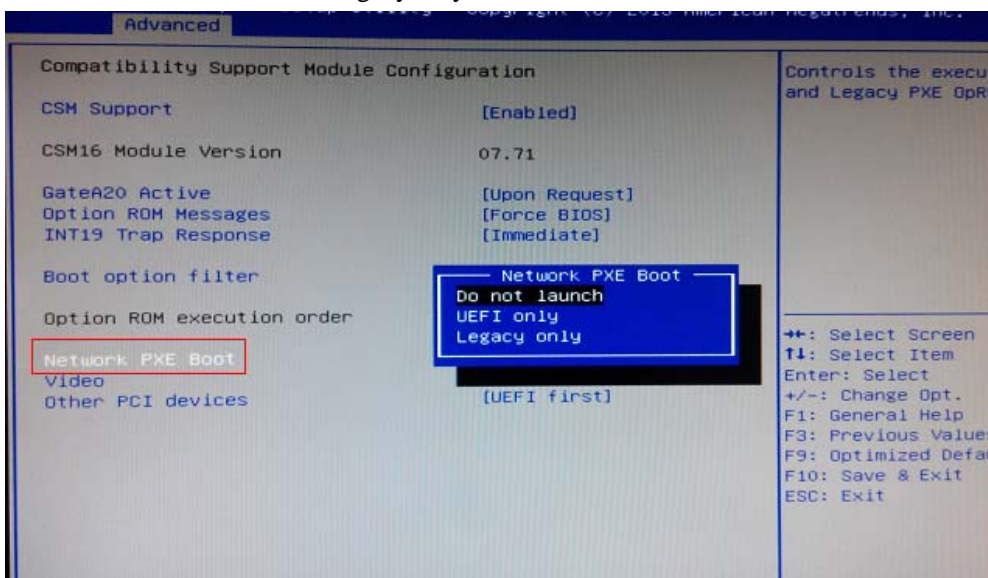 Advanced
Compatibility Support Module Configuration
CSM Support [Enabled]
CSM16 Module Version 07.71
GateA20 Active [Upon Request]
Option ROM Messages [Force BIOS]
INT19 Trap Response [Immediate]
Boot option filter
Option ROM execution order
Network PXE Boot
Video
Other PCI devices [UEFI first]
Network PXE Boot
Do not launch
UEFI only
Legacy only
Controls the execu
and Legacy PXE OpR
→←: Select Screen
↑↓: Select Item
Enter: Select
+/-: Change Opt.
F1: General Help
F3: Previous Value
F9: Optimized Defa
F10: Save & Exit
ESC: Exit